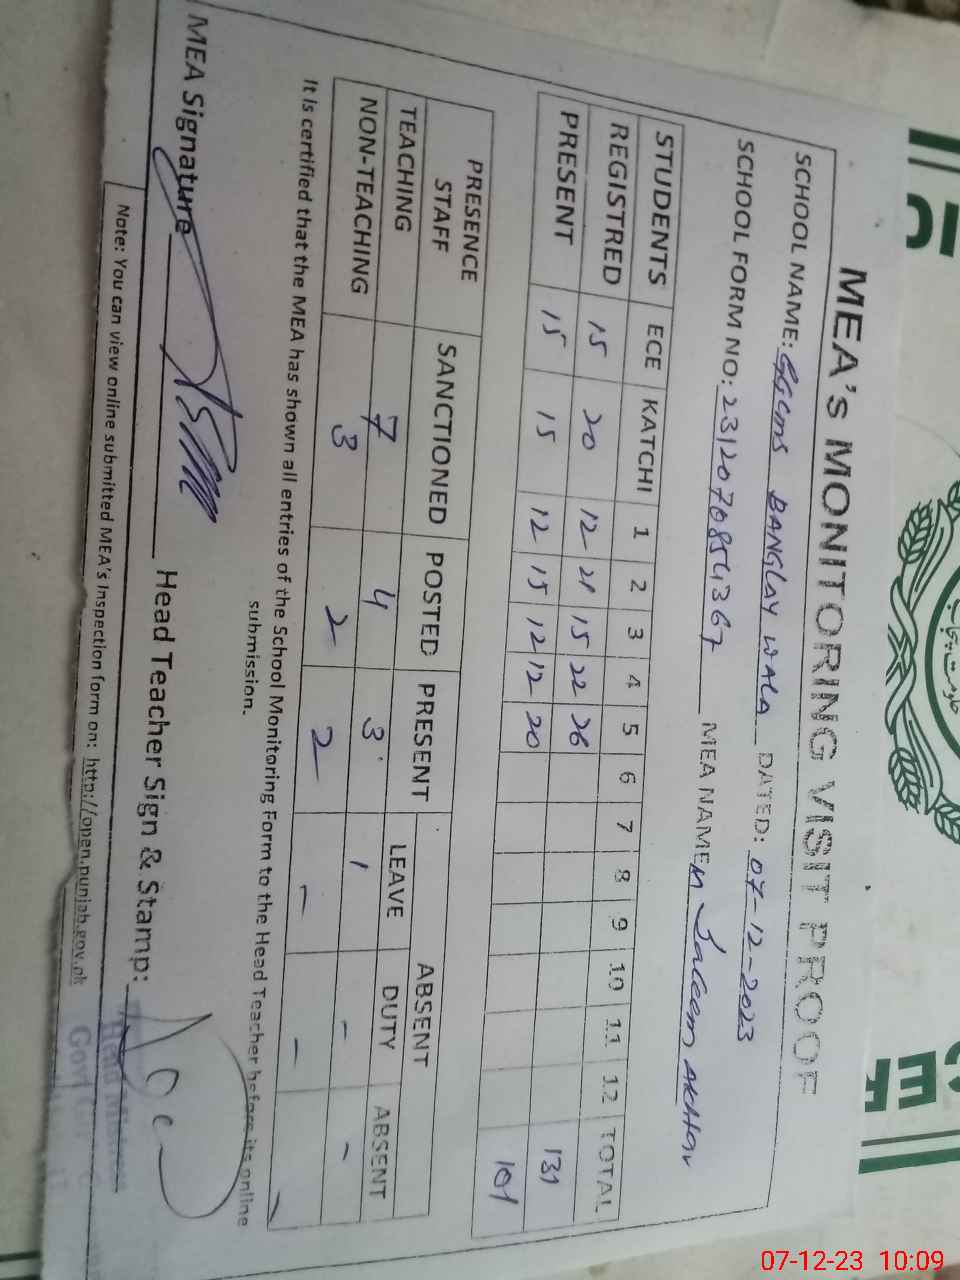 MEA's MONITORING VISIT PROOF
SCHOOL NAME: GGCMS BANGLAY WALA DATED: 07-12-2023
SCHOOL FORM NO: 2312070854367 MEA NAME M Saleem AKHTAR
STUDENTS ECE KATCHI 1 2 3 4 5 6 7 8 9 10 11 12 TOTAL
REGISTRED 15 20 12 21 15 22 26 131
PRESENT 15 15 12 15 12 12 20 101
PRESENCE STAFF SANCTIONED POSTED PRESENT ABSENT
LEAVE DUTY ABSENT
TEACHING 7 4 3 1 - -
NON-TEACHING 3 2 2 - - -
It is certified that the MEA has shown all entries of the School Monitoring Form to the Head Teacher before its online
submission.
MEA Signature Head Teacher Sign & Stamp:
Head Mistress
Note: You can view online submitted MEA's Inspection form on: http://open.punjab.gov.pk
Govt
CER
07-12-23 10:09